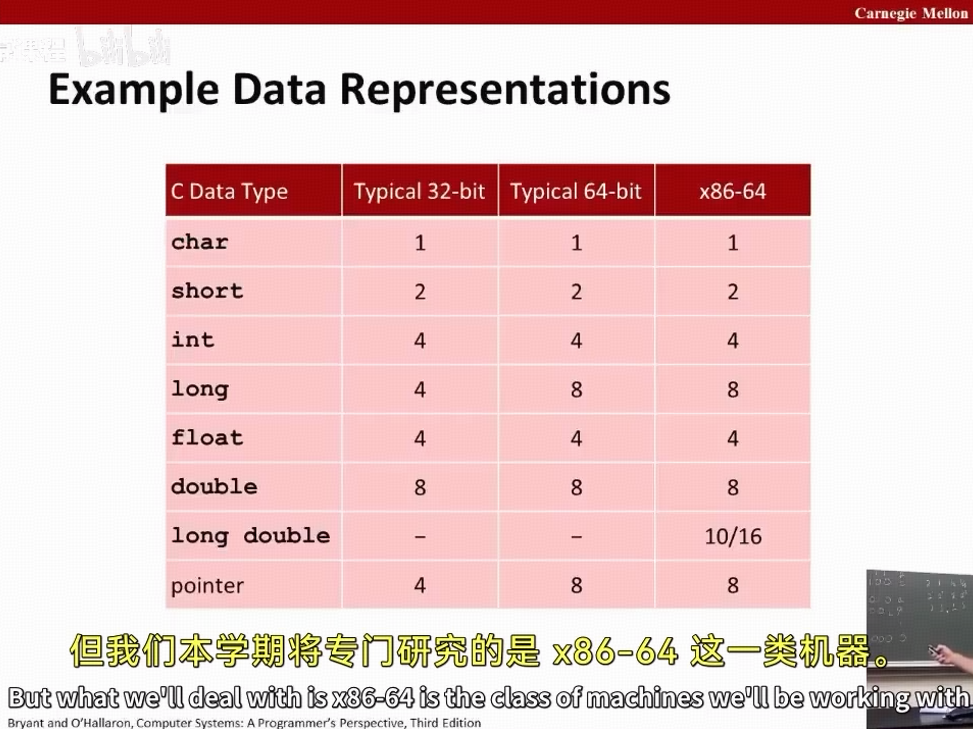 Carnegie Mellon
Example Data Representations
C Data Type Typical 32-bit Typical 64-bit x86-64
char 1 1 1
short 2 2 2
int 4 4 4
long 4 8 8
float 4 4 4
double 8 8 8
long double – – 10/16
pointer 4 8 8
但我们本学期将专门研究的是 x86-64 这一类机器。
But what we'll deal with is x86-64 is the class of machines we'll be working with
Bryant and O'Hallaron, Computer Systems: A Programmer's Perspective, Third Edition